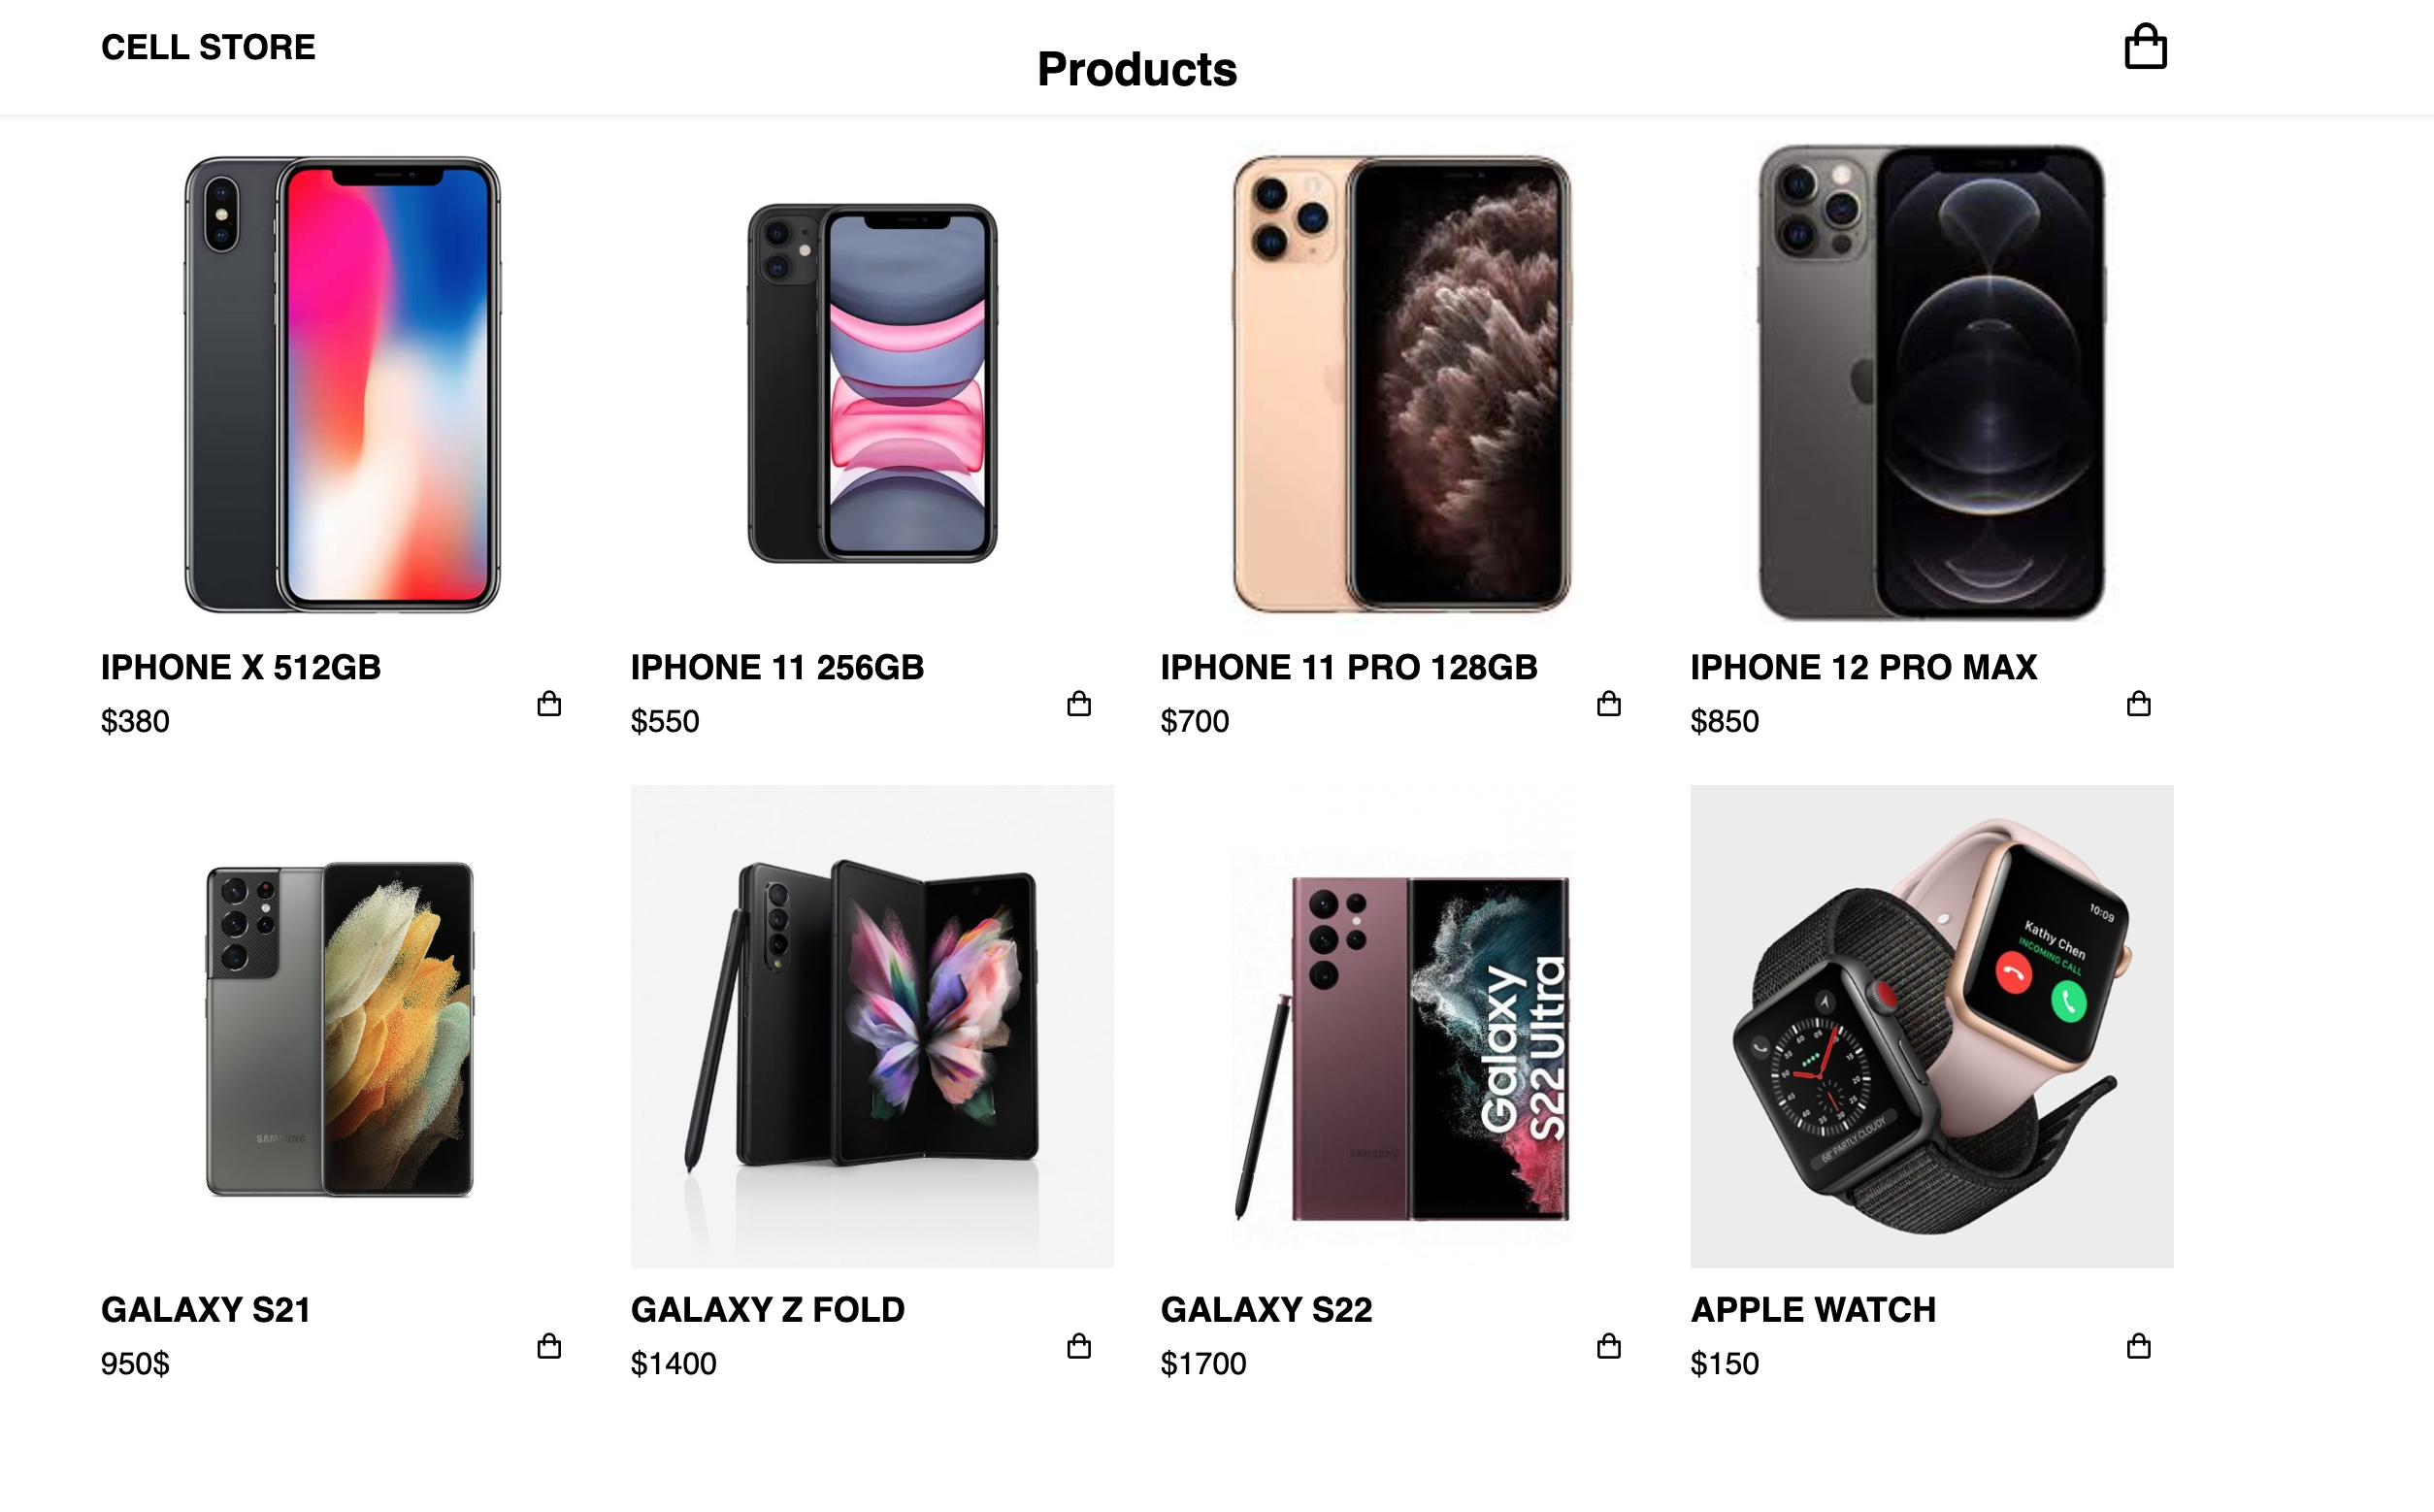 CELL STORE
Products
IPHONE X 512GB
$380
IPHONE 11 256GB
$550
IPHONE 11 PRO 128GB
$700
IPHONE 12 PRO MAX
$850
SAMSUNG
Galaxy
S22 Ultra
SAMSUNG
10:09
Kathy Chen
INCOMING CALL
68° PARTLY CLOUDY
GALAXY S21
950$
GALAXY Z FOLD
$1400
GALAXY S22
$1700
APPLE WATCH
$150